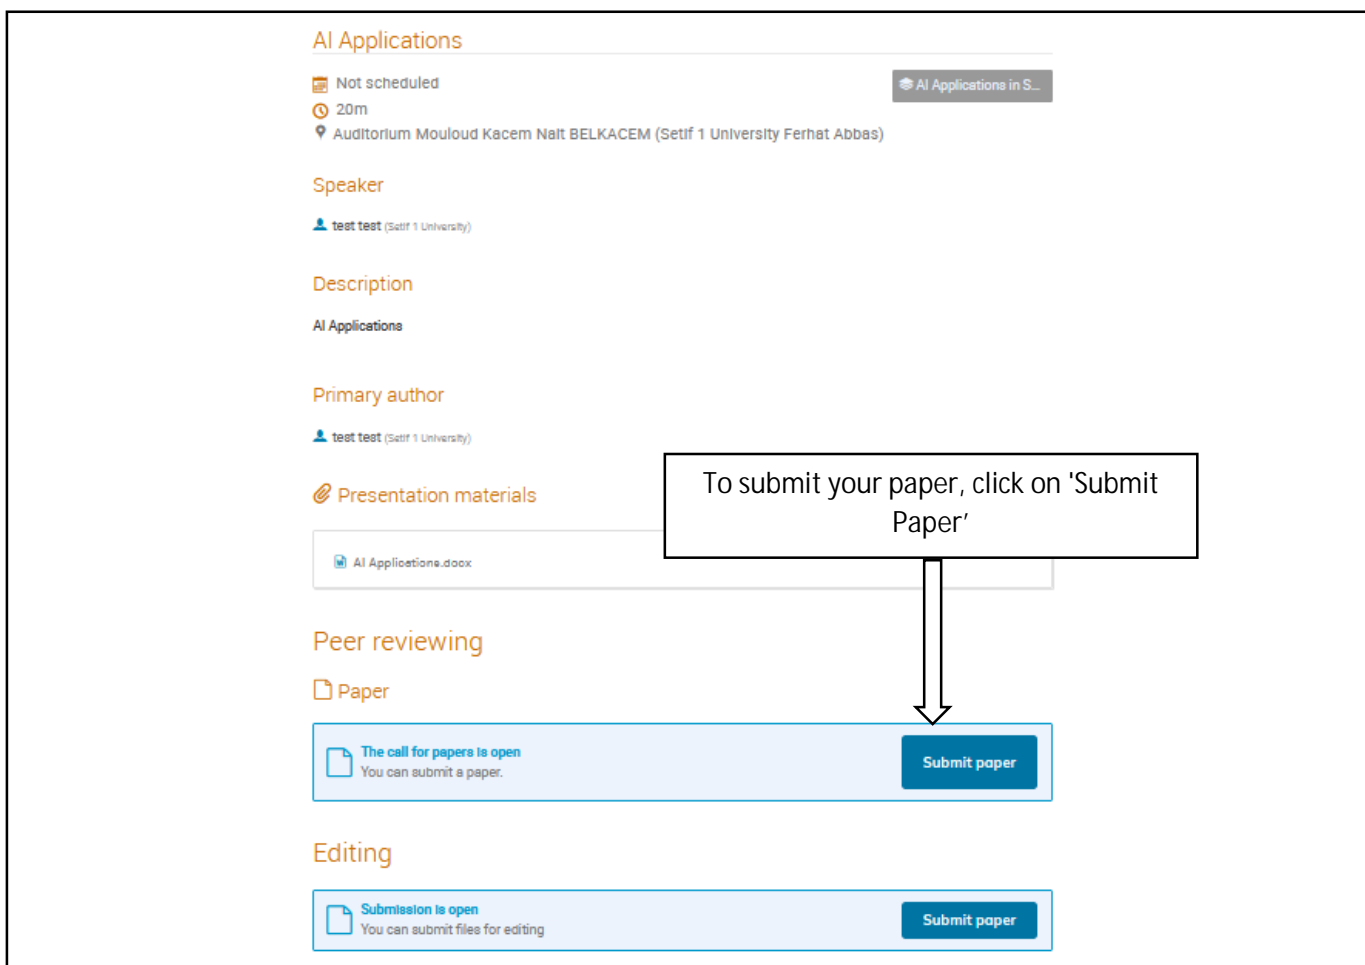 AI Applications
Not scheduled
AI Applications in S...
20m
Auditorium Mouloud Kacem Nait BELKACEM (Setif 1 University Ferhat Abbas)
Speaker
test test (Setif 1 University)
Description
AI Applications
Primary author
test test (Setif 1 University)
To submit your paper, click on 'Submit
Paper’
Presentation materials
AI Applications.docx
Peer reviewing
Paper
The call for papers is open
You can submit a paper.
Submit paper
Editing
Submission is open
You can submit files for editing
Submit paper